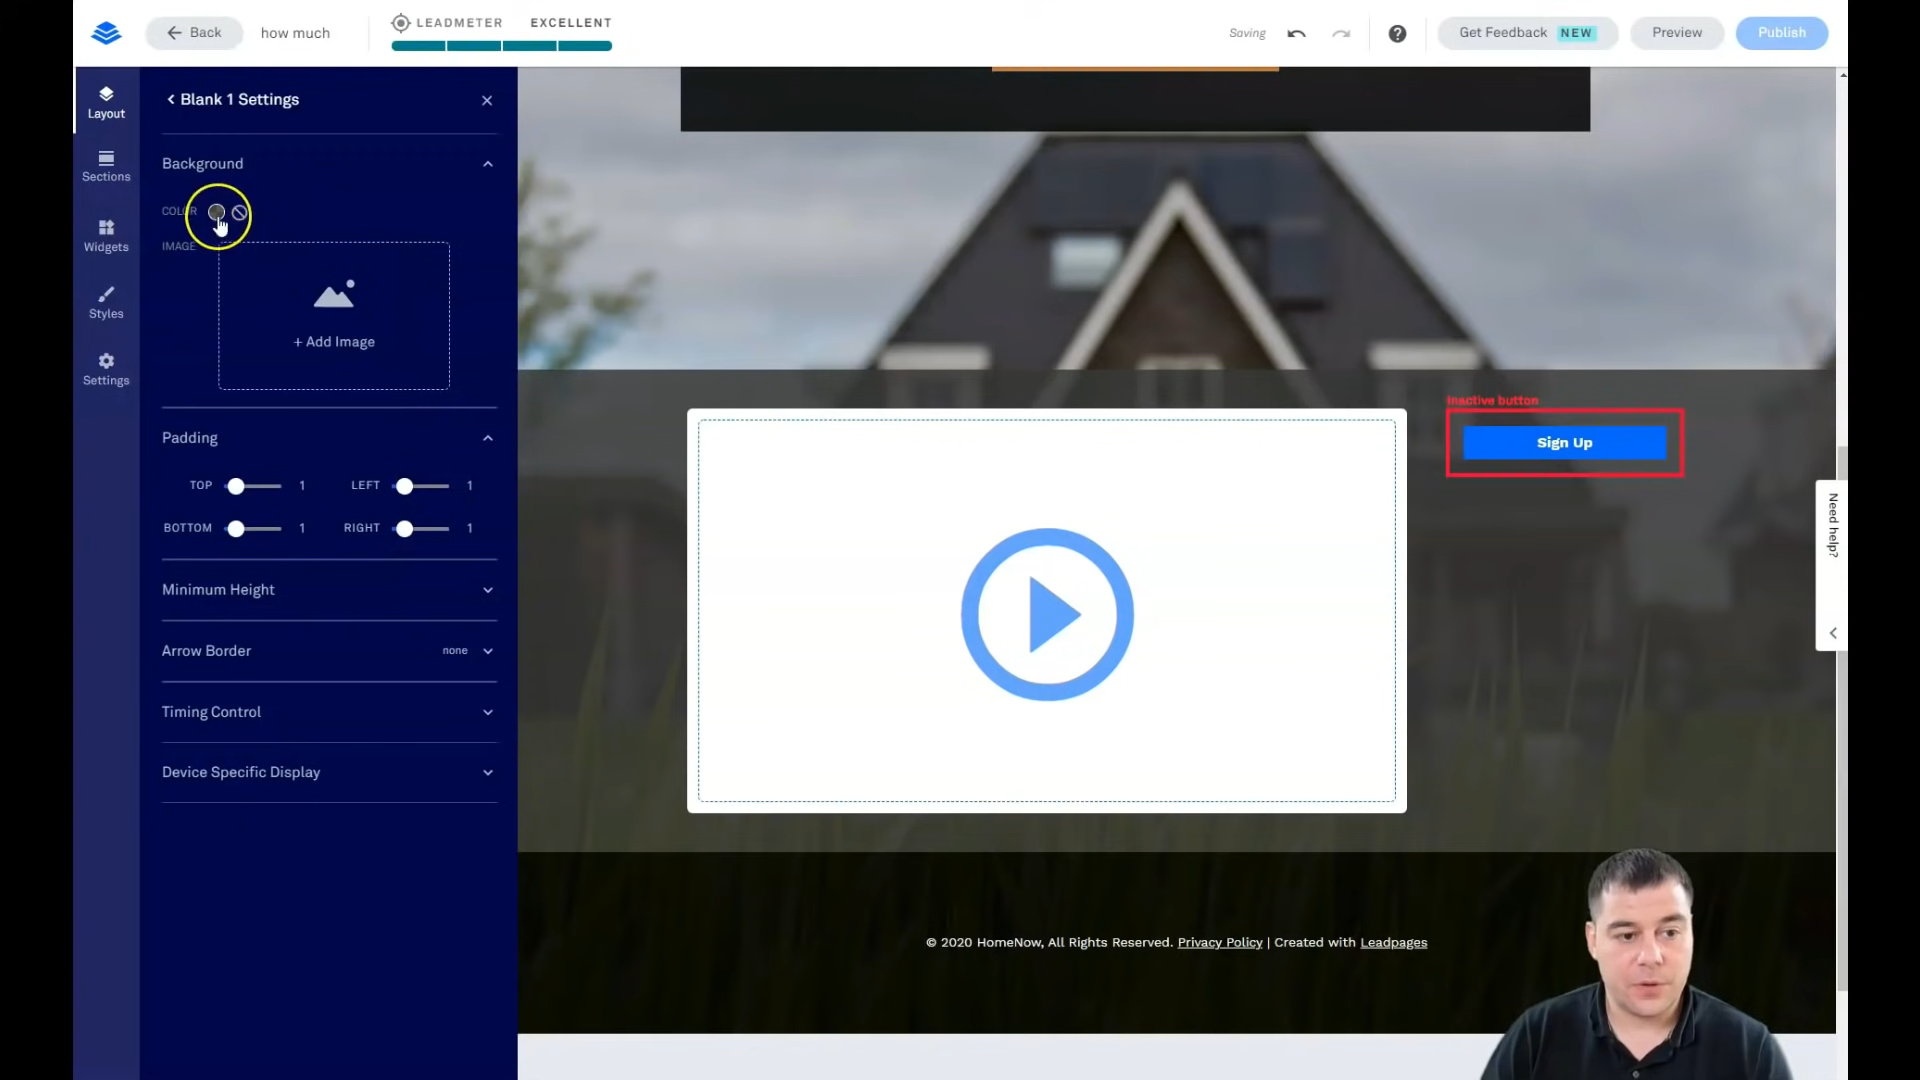 Back
how much
LEADMETER
EXCELLENT
Saving
Get Feedback NEW
Preview
Publish
Layout
Sections
Widgets
Styles
Settings
Blank 1 Settings
Background
COLOR
IMAGE
+ Add Image
Padding
TOP 1 LEFT 1
BOTTOM 1 RIGHT 1
Minimum Height
Arrow Border none
Timing Control
Device Specific Display
Inactive button
Sign Up
Need help?
© 2020 HomeNow, All Rights Reserved. Privacy Policy | Created with Leadpages